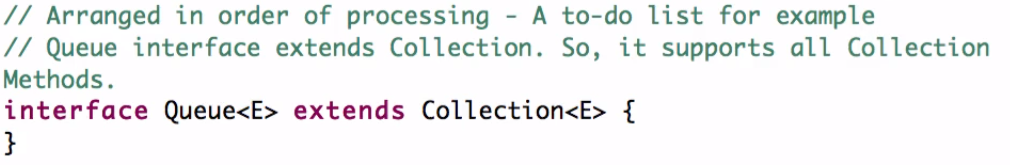 // Arranged in order of processing - A to-do list for example
// Queue interface extends Collection. So, it supports all Collection
Methods.
interface Queue<E> extends Collection<E> {
}